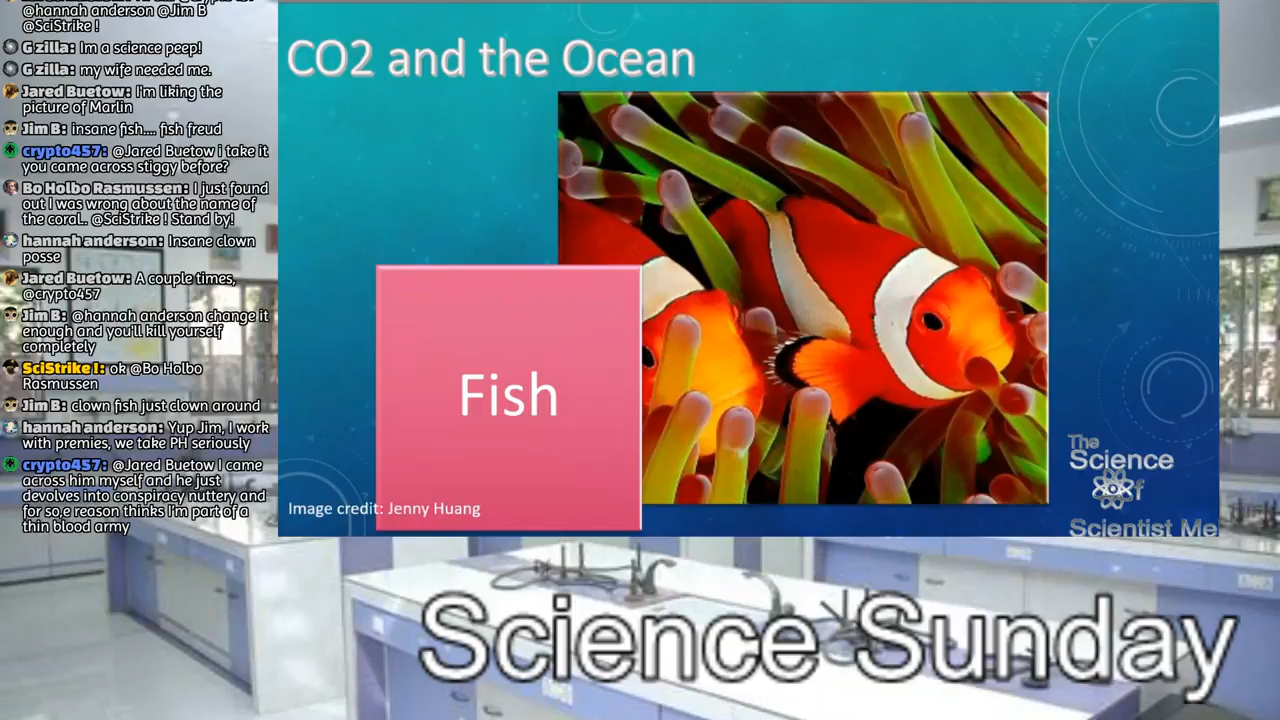 @hannah anderson @Jim B
@SciStrike !
G zilla: Im a science peep!
G zilla: my wife needed me.
Jared Buetow: I'm liking the
picture of Marlin
Jim B: insane fish.... fish freud
crypto457: @Jared Buetow i take it
you came across stiggy before?
Bo Holbo Rasmussen: I just found
out I was wrong about the name of
the coral.. @SciStrike ! Stand by!
hannah anderson: Insane clown
posse
Jared Buetow: A couple times,
@crypto457
Jim B: @hannah anderson change it
enough and you'll kill yourself
completely
SciStrike !: ok @Bo Holbo
Rasmussen
Jim B: clown fish just clown around
hannah anderson: Yup Jim, I work
with premies, we take PH seriously
crypto457: @Jared Buetow I came
across him myself and he just
devolves into conspiracy nuttery and
for so,e reason thinks I'm part of a
thin blood army
CO2 and the Ocean
Fish
Image credit: Jenny Huang
The
Science
Of
Scientist Me
Science Sunday